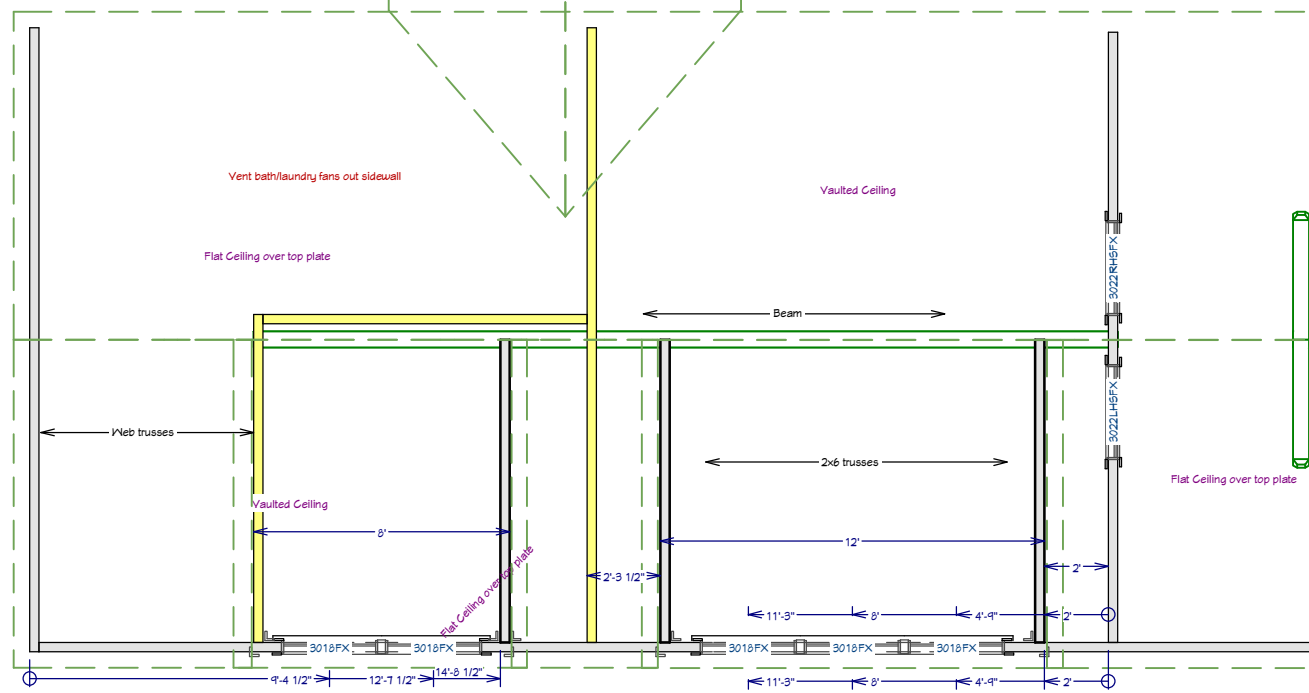 Vent bath/laundry fans out sidewall
Vaulted Ceiling
Flat Ceiling over top plate
3022RHSFX
Beam
3022LHSFX
Web trusses
2x6 trusses
Flat Ceiling over top plate
Vaulted Ceiling
8'
12'
Flat Ceiling over top plate
2'-3 1/2"
2'
11'-3"
8'
4'-9"
2'
3018FX
3018FX
3018FX
3018FX
3018FX
9'-4 1/2"
12'-7 1/2"
14'-8 1/2"
11'-3"
8'
4'-9"
2'